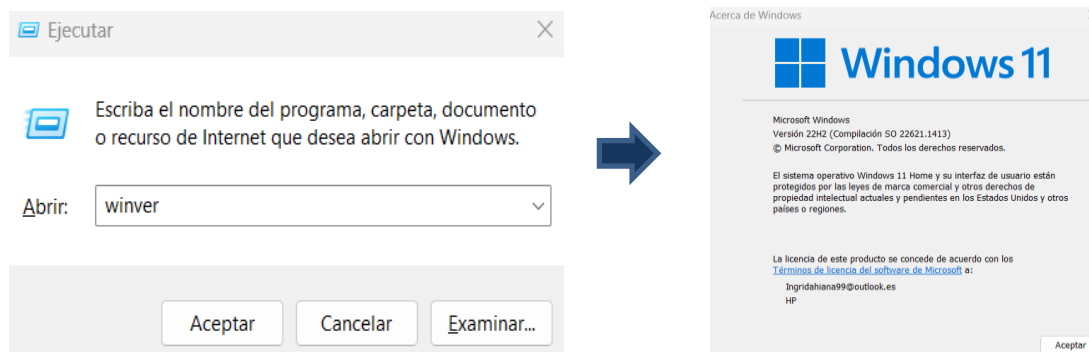 Ejecutar
Escriba el nombre del programa, carpeta, documento
o recurso de Internet que desea abrir con Windows.
Abrir:
winver
Aceptar
Cancelar
Examinar...
Acerca de Windows
Windows 11
Microsoft Windows
Versión 22H2 (Compilación SO 22621.1413)
© Microsoft Corporation. Todos los derechos reservados.
El sistema operativo Windows 11 Home y su interfaz de usuario están
protegidos por las leyes de marca comercial y otros derechos de
propiedad intelectual actuales y pendientes en los Estados Unidos y otros
países o regiones.
La licencia de este producto se concede de acuerdo con los
Términos de licencia del software de Microsoft a:
Ingridahiana99@outlook.es
HP
Aceptar